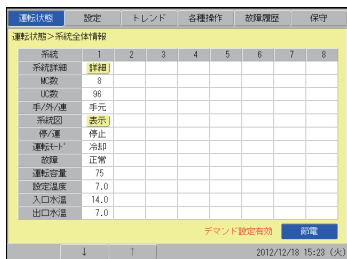 運転状態 設定 トレンド 各種操作 故障履歴 保守
運転状態>系統全体情報
系統 1 2 3 4 5 6 7 8
系統詳細 詳細
MC数 8
UC数 96
手/外/連 手元
系統図 表示
停/運 停止
運転ﾓｰﾄﾞ 冷却
故障 正常
運転容量 75
設定温度 7.0
入口水温 14.0
出口水温 7.0
デマンド設定有効 節電
↓ ↑ 2012/12/18 15:23 (火)